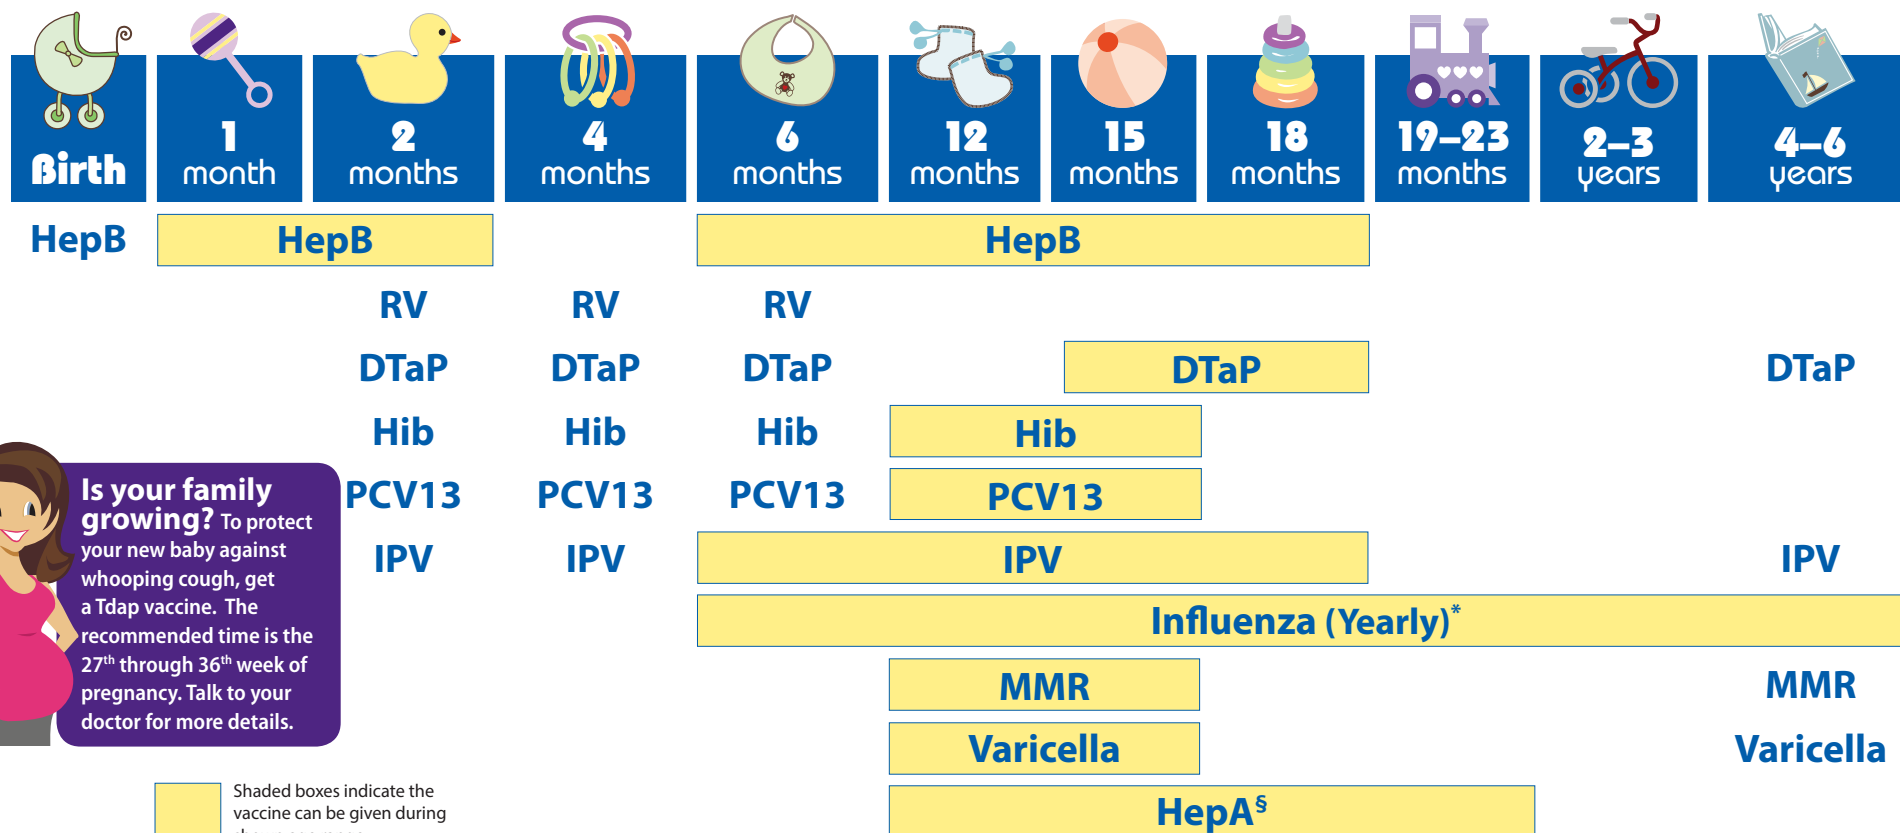 Birth
1
month
2
months
4
months
6
months
12
months
15
months
18
months
19–23
months
2–3
years
4–6
years
HepB HepB HepB
RV RV RV
DTaP DTaP DTaP DTaP DTaP
Hib Hib Hib Hib
PCV13 PCV13 PCV13 PCV13
IPV IPV IPV IPV
Influenza (Yearly)*
MMR MMR
Varicella Varicella
HepA§
Is your family
growing? To protect
your new baby against
whooping cough, get
a Tdap vaccine. The
recommended time is the
27th through 36th week of
pregnancy. Talk to your
doctor for more details.
Shaded boxes indicate the
vaccine can be given during